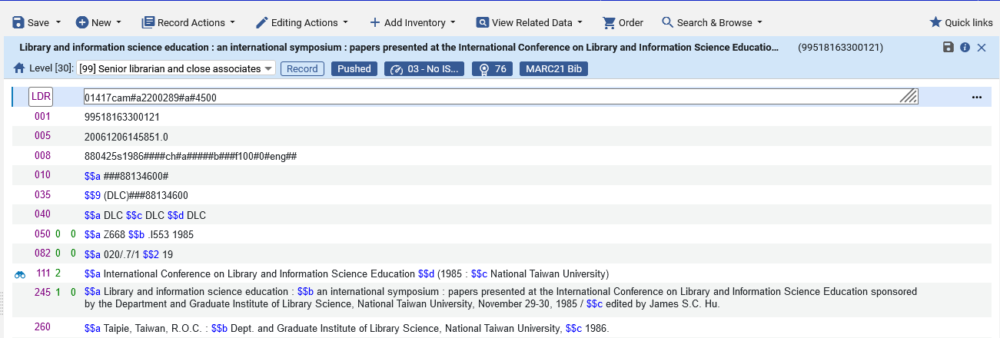 Save New Record Actions Editing Actions Add Inventory View Related Data Order Search & Browse Quick links
Library and information science education : an international symposium : papers presented at the International Conference on Library and Information Science Educatio... (99518163300121)
Level [30]: [99] Senior librarian and close associates Record Pushed 03 - No IS... 76 MARC21 Bib
LDR 01417cam#a2200289#a#4500
001 99518163300121
005 20061206145851.0
008 880425s1986####ch#a#####b###f100#0#eng##
010 $$a ###88134600#
035 $$9 (DLC)###88134600
040 $$a DLC $$c DLC $$d DLC
050 0 0 $$a Z668 $$b .I553 1985
082 0 0 $$a 020/.7/1 $$2 19
111 2 $$a International Conference on Library and Information Science Education $$d (1985 : $$c National Taiwan University)
245 1 0 $$a Library and information science education : $$b an international symposium : papers presented at the International Conference on Library and Information Science Education sponsored
by the Department and Graduate Institute of Library Science, National Taiwan University, November 29-30, 1985 / $$c edited by James S.C. Hu.
260 $$a Taipie, Taiwan, R.O.C. : $$b Dept. and Graduate Institute of Library Science, National Taiwan University, $$c 1986.